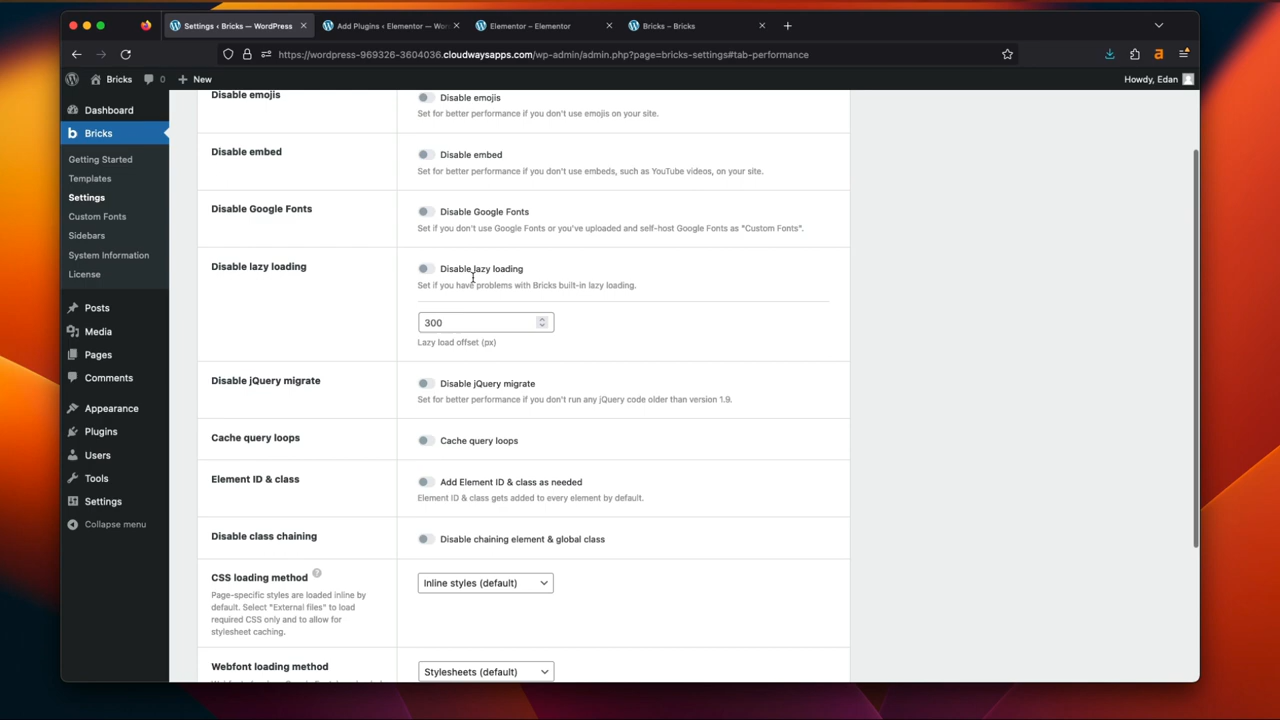 Settings ‹ Bricks — WordPress
Add Plugins ‹ Elementor — Wo
Elementor – Elementor
Bricks – Bricks
https://wordpress-969326-3604036.cloudwaysapps.com/wp-admin/admin.php?page=bricks-settings#tab-performance
Bricks
0
New
Howdy, Edan
Dashboard
Bricks
Getting Started
Templates
Settings
Custom Fonts
Sidebars
System Information
License
Posts
Media
Pages
Comments
Appearance
Plugins
Users
Tools
Settings
Collapse menu
Disable emojis
Disable emojis
Set for better performance if you don't use emojis on your site.
Disable embed
Disable embed
Set for better performance if you don't use embeds, such as YouTube videos, on your site.
Disable Google Fonts
Disable Google Fonts
Set if you don't use Google Fonts or you've uploaded and self-host Google Fonts as "Custom Fonts".
Disable lazy loading
Disable lazy loading
Set if you have problems with Bricks built-in lazy loading.
300
Lazy load offset (px)
Disable jQuery migrate
Disable jQuery migrate
Set for better performance if you don't run any jQuery code older than version 1.9.
Cache query loops
Cache query loops
Element ID & class
Add Element ID & class as needed
Element ID & class gets added to every element by default.
Disable class chaining
Disable chaining element & global class
CSS loading method
Page-specific styles are loaded inline by
default. Select "External files" to load
required CSS only and to allow for
stylesheet caching.
Inline styles (default)
Webfont loading method
Stylesheets (default)